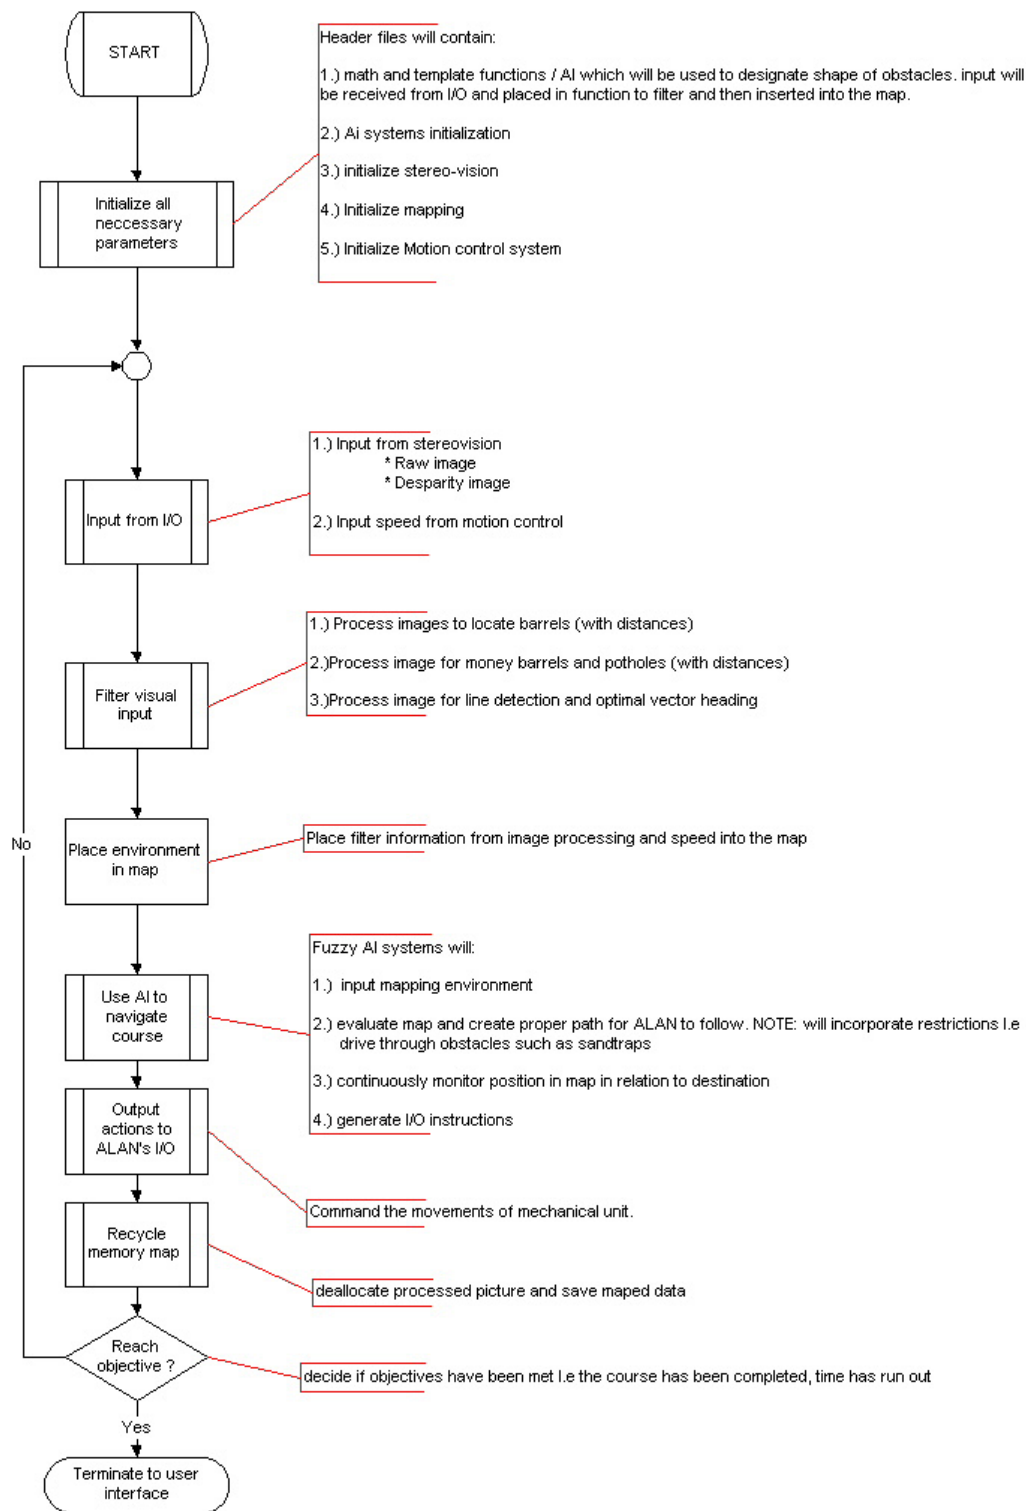 START
Header files will contain:
1.) math and template functions / AI which will be used to designate shape of obstacles. input will
be received from I/O and placed in function to filter and then inserted into the map.
2.) Ai systems initialization
3.) initialize stereo-vision
4.) Initialize mapping
5.) Initialize Motion control system
Initialize all
neccessary
parameters
1.) Input from stereovision
* Raw image
* Desparity image
2.) Input speed from motion control
Input from I/O
1.) Process images to locate barrels (with distances)
2.)Process image for money barrels and potholes (with distances)
3.)Process image for line detection and optimal vector heading
Filter visual
input
No
Place environment
in map
Place filter information from image processing and speed into the map
Fuzzy AI systems will:
1.) input mapping environment
2.) evaluate map and create proper path for ALAN to follow. NOTE: will incorporate restrictions I.e
drive through obstacles such as sandtraps
3.) continuously monitor position in map in relation to destination
4.) generate I/O instructions
Use AI to
navigate
course
Output
actions to
ALAN's I/O
Command the movements of mechanical unit.
Recycle
memory map
deallocate processed picture and save maped data
Reach
objective ?
decide if objectives have been met I.e the course has been completed, time has run out
Yes
Terminate to user
interface